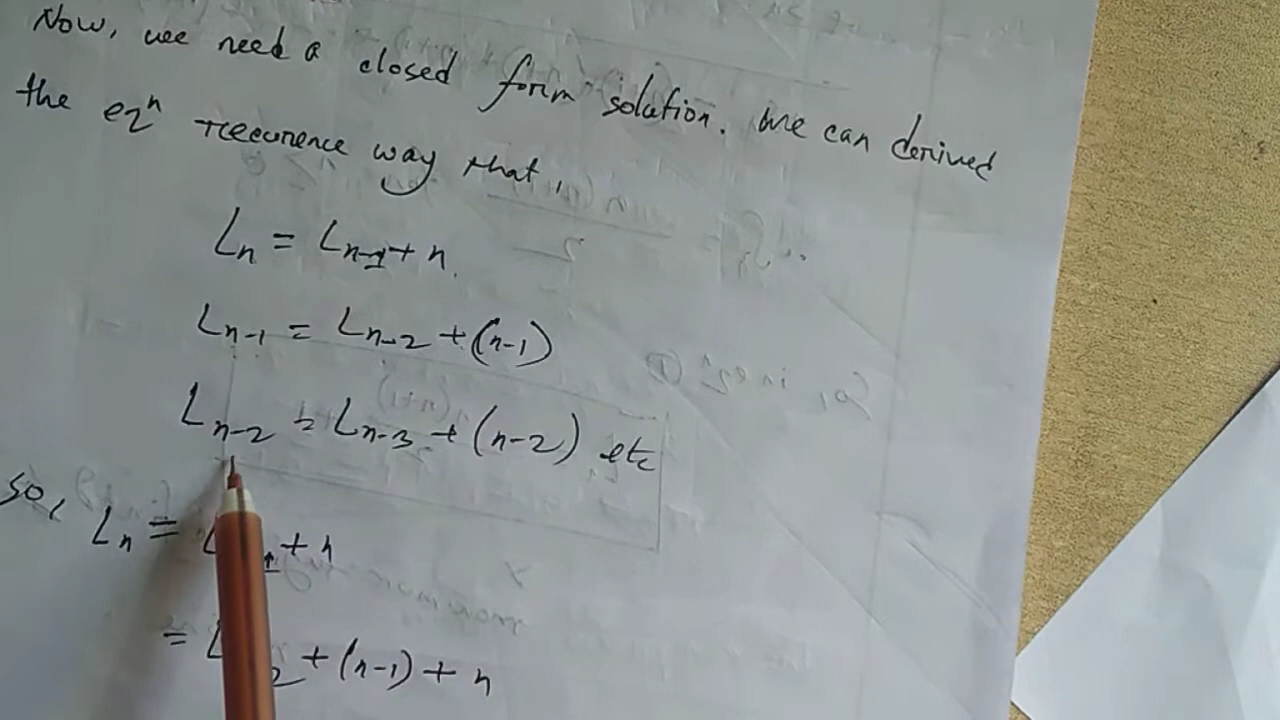 Now, we need a closed form solution. We can derived
the eqⁿ reccurence way that,
Lₙ = Lₙ₋₁ + n.
Lₙ₋₁ = Lₙ₋₂ + (n-1)
Lₙ₋₂ = Lₙ₋₃ + (n-2) etc
So, Lₙ = + n
= + (n-1) + n